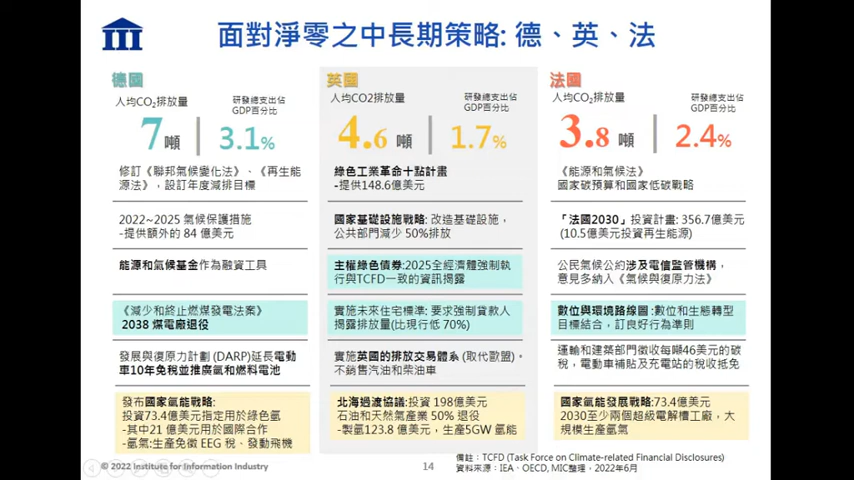 面對淨零之中長期策略: 德、英、法
德國
人均CO2排放量
研發總支出佔
GDP百分比
7噸
3.1%
修訂《聯邦氣候變化法》、《再生能
源法》，設訂年度減排目標
2022~2025 氣候保護措施
-提供額外的 84 億美元
能源和氣候基金作為融資工具
《減少和終止燃煤發電法案》
2038 煤電廠退役
發展與復原力計劃 (DARP)延長電動
車10年免稅並推廣氫和燃料電池
發布國家氫能戰略:
投資73.4億美元指定用於綠色氫
-其中21 億美元用於國際合作
-氫氣: 生產免徵 EEG 稅、發動飛機
英國
人均CO2排放量
研發總支出佔
GDP百分比
4.6 噸
1.7%
綠色工業革命十點計畫
-提供148.6億美元
國家基礎設施戰略: 改造基礎設施，
公共部門減少 50%排放
主權綠色債券:2025全經濟體強制執
行與TCFD一致的資訊揭露
實施未來住宅標準: 要求強制貸款人
揭露排放量(比現行低 70%)
實施英國的排放交易體系 (取代歐盟)。
不銷售汽油和柴油車
北海過渡協議: 投資 198億美元
石油和天然氣產業 50% 退役
-製氫123.8 億美元，生產5GW 氫能
法國
人均CO2排放量
研發總支出佔
GDP百分比
3.8 噸
2.4%
《能源和氣候法》
國家碳預算和國家低碳戰略
「法國2030」投資計畫: 356.7億美元
(10.5億美元投資再生能源)
公民氣候公約涉及電信監管機構，
意見多納入《氣候與復原力法》
數位與環境路線圖: 數位和生態轉型
目標結合，訂良好行為準則
運輸和建築部門徵收每噸46美元的碳
稅，電動車補貼及充電站的稅收抵免
國家氫能發展戰略:73.4億美元
2030至少兩個超級電解槽工廠，大
規模生產氫氣
備註：TCFD (Task Force on Climate-related Financial Disclosures)
資料來源：IEA、OECD, MIC整理，2022年6月
© 2022 Institute for Information Industry
14